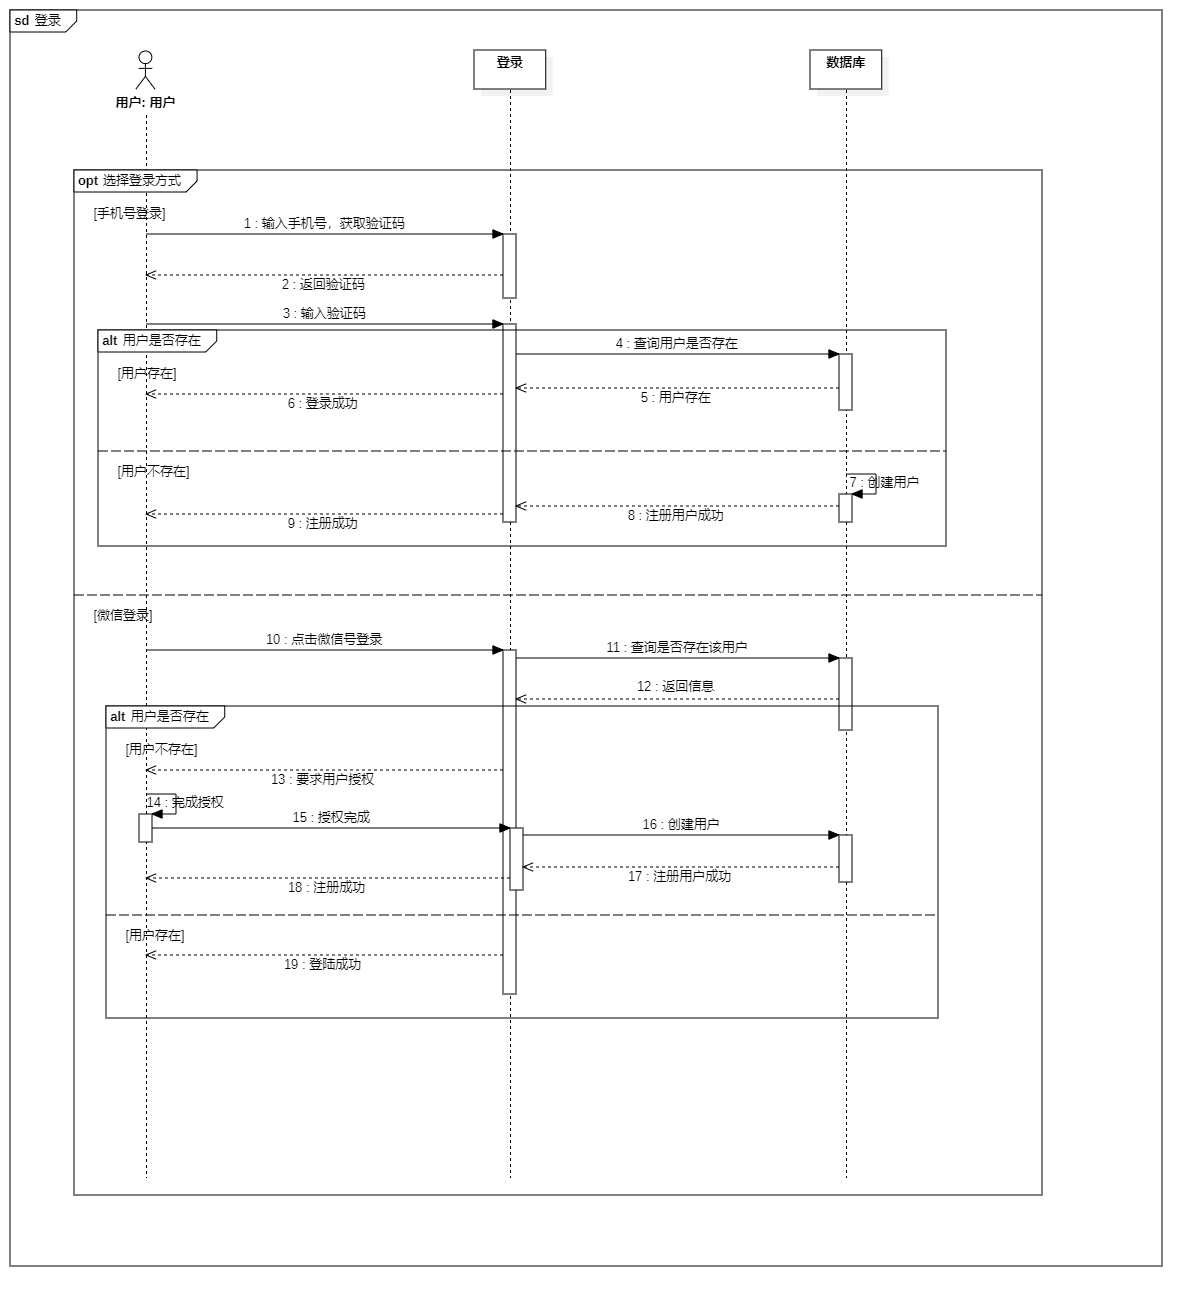 sd 登录
用户: 用户
登录
数据库
opt 选择登录方式
[手机号登录]
1 : 输入手机号，获取验证码
2 : 返回验证码
3 : 输入验证码
alt 用户是否存在
4 : 查询用户是否存在
[用户存在]
5 : 用户存在
6 : 登录成功
[用户不存在]
7 : 创建用户
8 : 注册用户成功
9 : 注册成功
[微信登录]
10 : 点击微信号登录
11 : 查询是否存在该用户
12 : 返回信息
alt 用户是否存在
[用户不存在]
13 : 要求用户授权
14 : 完成授权
15 : 授权完成
16 : 创建用户
17 : 注册用户成功
18 : 注册成功
[用户存在]
19 : 登陆成功